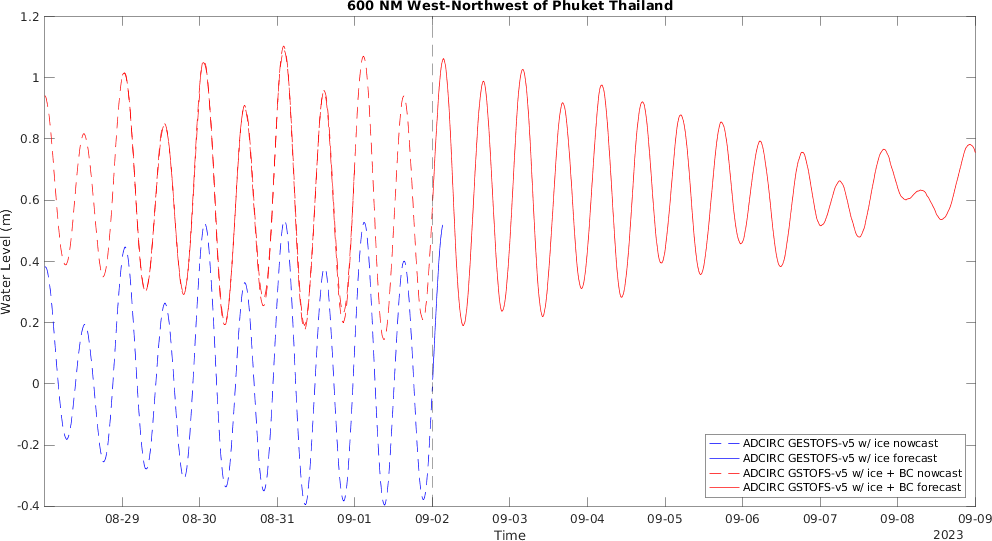 600 NM West-Northwest of Phuket Thailand
1.2
1
0.8
0.6
0.4
0.2
0
-0.2
-0.4
Water Level (m)
08-29 08-30 08-31 09-01 09-02 09-03 09-04 09-05 09-06 09-07 09-08 09-09
Time
2023
ADCIRC GESTOFS-v5 w/ ice nowcast
ADCIRC GESTOFS-v5 w/ ice forecast
ADCIRC GSTOFS-v5 w/ ice + BC nowcast
ADCIRC GSTOFS-v5 w/ ice + BC forecast